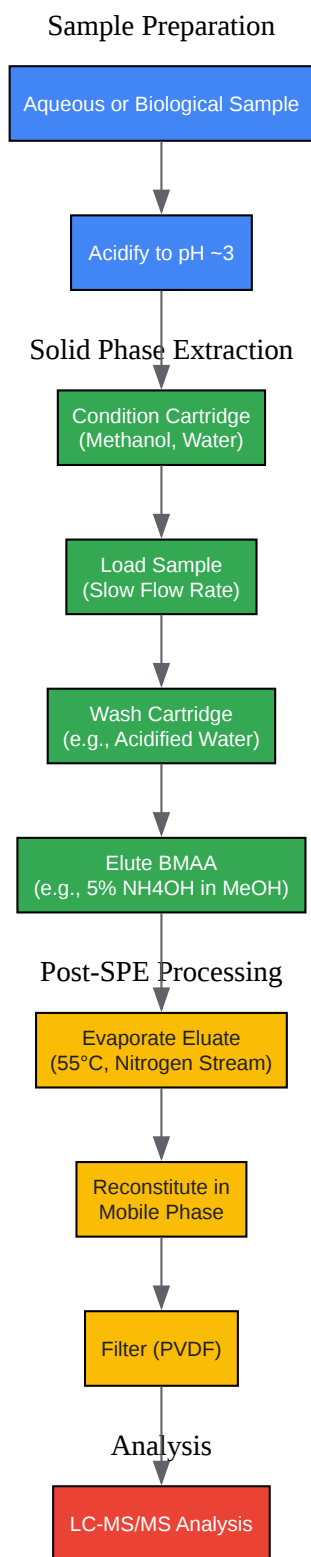 Sample Preparation
Aqueous or Biological Sample
Acidify to pH ~3
Solid Phase Extraction
Condition Cartridge
(Methanol, Water)
Load Sample
(Slow Flow Rate)
Wash Cartridge
(e.g., Acidified Water)
Elute BMAA
(e.g., 5% NH4OH in MeOH)
Post-SPE Processing
Evaporate Eluate
(55°C, Nitrogen Stream)
Reconstitute in
Mobile Phase
Filter (PVDF)
Analysis
LC-MS/MS Analysis